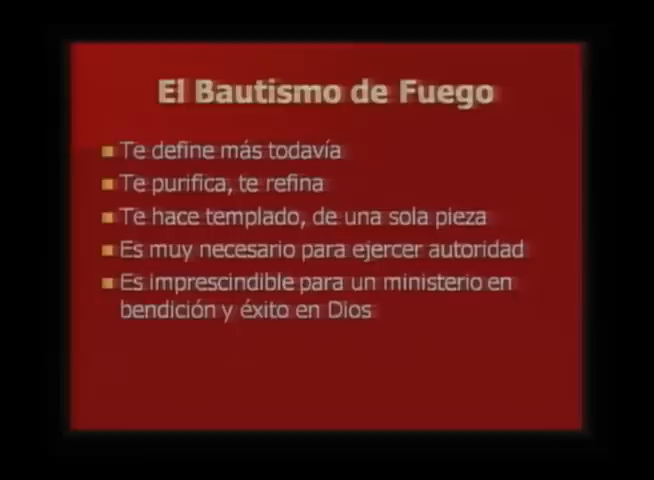 El Bautismo de Fuego
Te define más todavía
Te purifica, te refina
Te hace templado, de una sola pieza
Es muy necesario para ejercer autoridad
Es imprescindible para un ministerio en
bendición y éxito en Dios